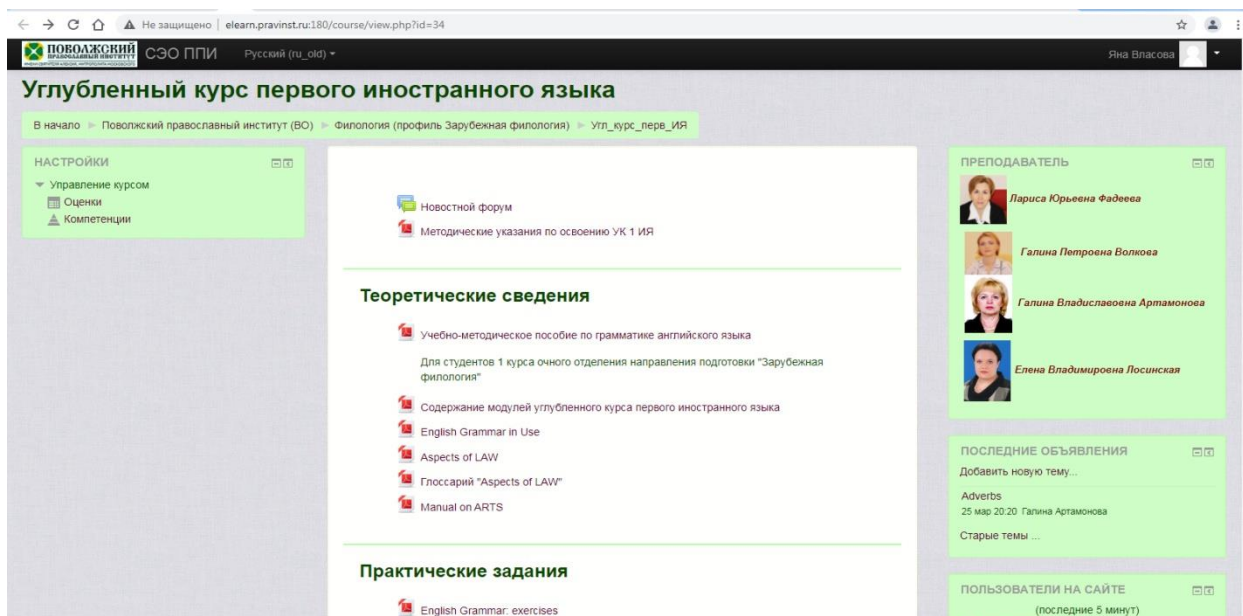 Не защищено | elearn.pravinst.ru:180/course/view.php?id=34
ПОВОЛЖСКИЙ
ПРАВОСЛАВНЫЙ ИНСТИТУТ
СЭО ППИ Русский (ru_old) Яна Власова
Углубленный курс первого иностранного языка
В начало Поволжский православный институт (ВО) Филология (профиль Зарубежная филология) Угл_курс_перв_ИЯ
НАСТРОЙКИ
Управление курсом
Оценки
Компетенции
Новостной форум
Методические указания по освоению УК 1 ИЯ
Теоретические сведения
Учебно-методическое пособие по грамматике английского языка
Для студентов 1 курса очного отделения направления подготовки "Зарубежная
филология"
Содержание модулей углубленного курса первого иностранного языка
English Grammar in Use
Aspects of LAW
Глоссарий "Aspects of LAW"
Manual on ARTS
Практические задания
English Grammar: exercises
ПРЕПОДАВАТЕЛЬ
Лариса Юрьевна Фадеева
Галина Петровна Волкова
Галина Владиславовна Артамонова
Елена Владимировна Лосинская
ПОСЛЕДНИЕ ОБЪЯВЛЕНИЯ
Добавить новую тему...
Adverbs
25 мар 20:20 Галина Артамонова
Старые темы ...
ПОЛЬЗОВАТЕЛИ НА САЙТЕ
(последние 5 минут)